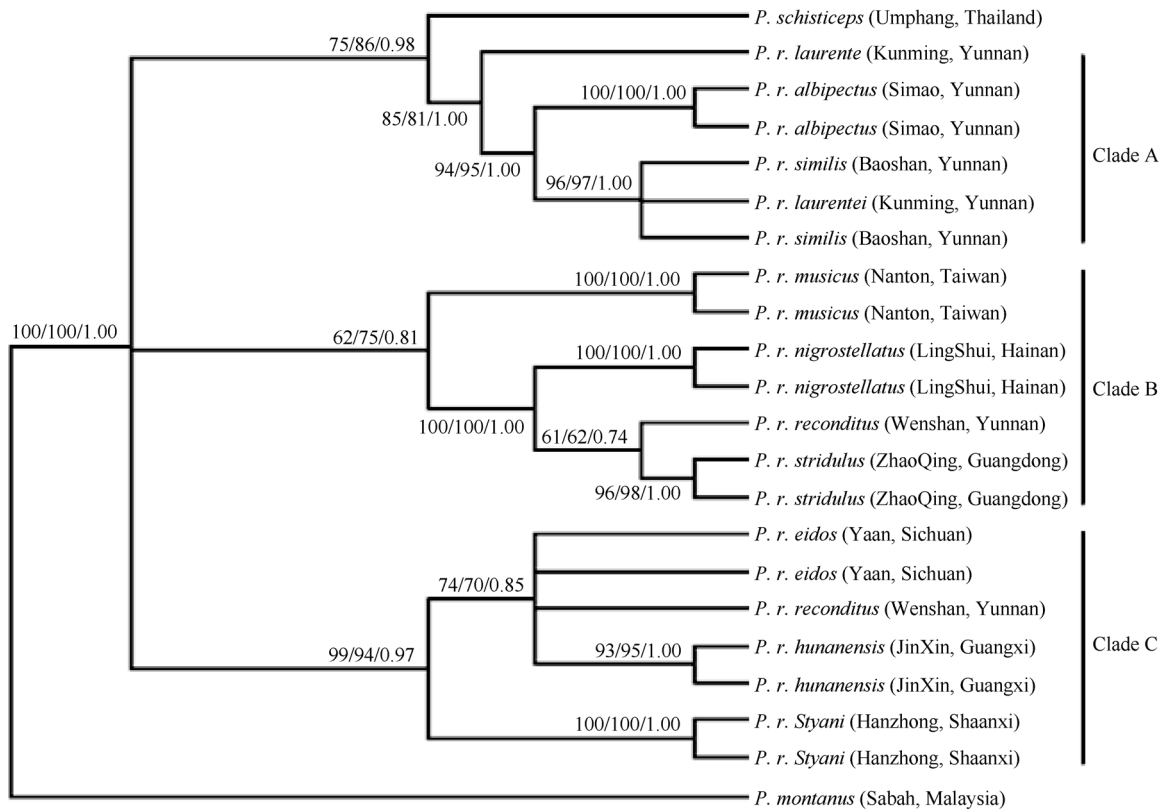 P. schisticeps (Umphang, Thailand)
75/86/0.98
P. r. laurente (Kunming, Yunnan)
100/100/1.00
P. r. albipectus (Simao, Yunnan)
85/81/1.00
P. r. albipectus (Simao, Yunnan)
Clade A
94/95/1.00
P. r. similis (Baoshan, Yunnan)
96/97/1.00
P. r. laurentei (Kunming, Yunnan)
P. r. similis (Baoshan, Yunnan)
100/100/1.00
P. r. musicus (Nanton, Taiwan)
P. r. musicus (Nanton, Taiwan)
100/100/1.00
62/75/0.81
100/100/1.00
P. r. nigrostellatus (LingShui, Hainan)
P. r. nigrostellatus (LingShui, Hainan)
Clade B
100/100/1.00
P. r. reconditus (Wenshan, Yunnan)
61/62/0.74
P. r. stridulus (ZhaoQing, Guangdong)
96/98/1.00
P. r. stridulus (ZhaoQing, Guangdong)
P. r. eidos (Yaan, Sichuan)
P. r. eidos (Yaan, Sichuan)
74/70/0.85
P. r. reconditus (Wenshan, Yunnan)
99/94/0.97
93/95/1.00
P. r. hunanensis (JinXin, Guangxi)
Clade C
P. r. hunanensis (JinXin, Guangxi)
100/100/1.00
P. r. Styani (Hanzhong, Shaanxi)
P. r. Styani (Hanzhong, Shaanxi)
P. montanus (Sabah, Malaysia)